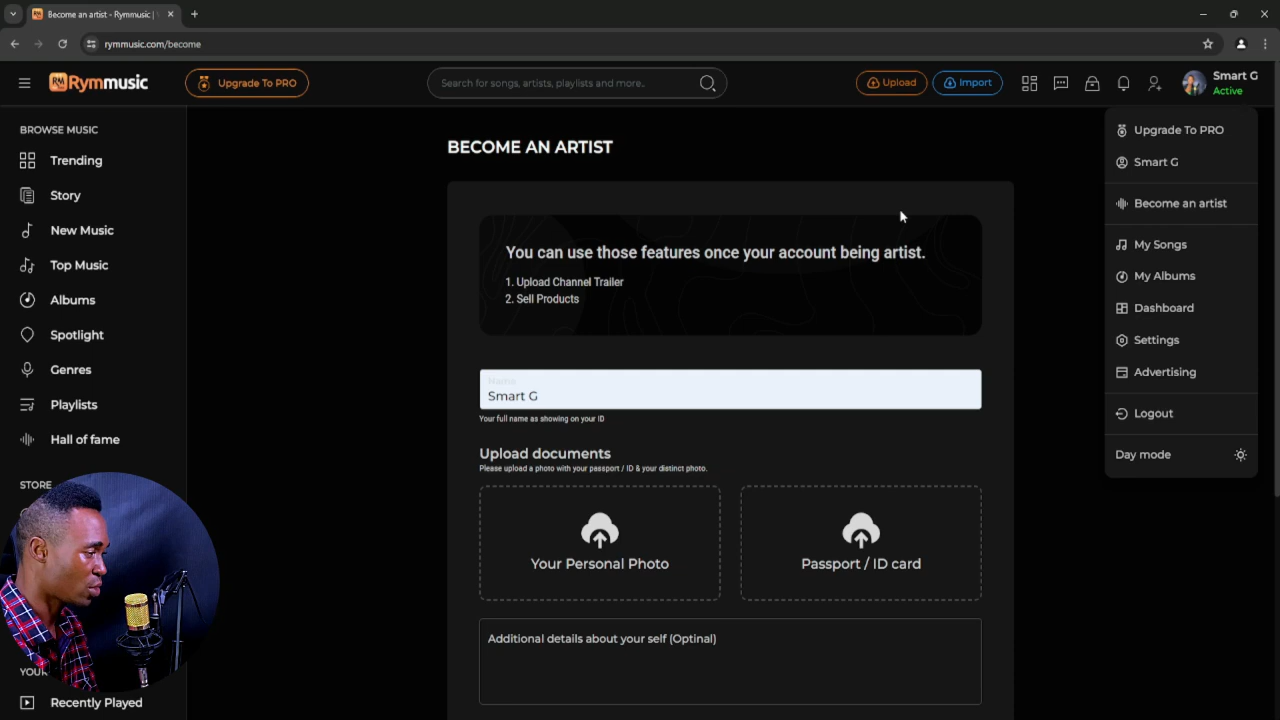 Become an artist - Rymmusic |
rymmusic.com/become
Rymmusic
Upgrade To PRO
Search for songs, artists, playlists and more..
Upload
Import
Smart G
Active
BROWSE MUSIC
Trending
Story
New Music
Top Music
Albums
Spotlight
Genres
Playlists
Hall of fame
STORE
YOUR
Recently Played
BECOME AN ARTIST
You can use those features once your account being artist.
1. Upload Channel Trailer
2. Sell Products
Name
Smart G
Your full name as showing on your ID
Upload documents
Please upload a photo with your passport / ID & your distinct photo.
Your Personal Photo
Passport / ID card
Additional details about your self (Optinal)
Upgrade To PRO
Smart G
Become an artist
My Songs
My Albums
Dashboard
Settings
Advertising
Logout
Day mode